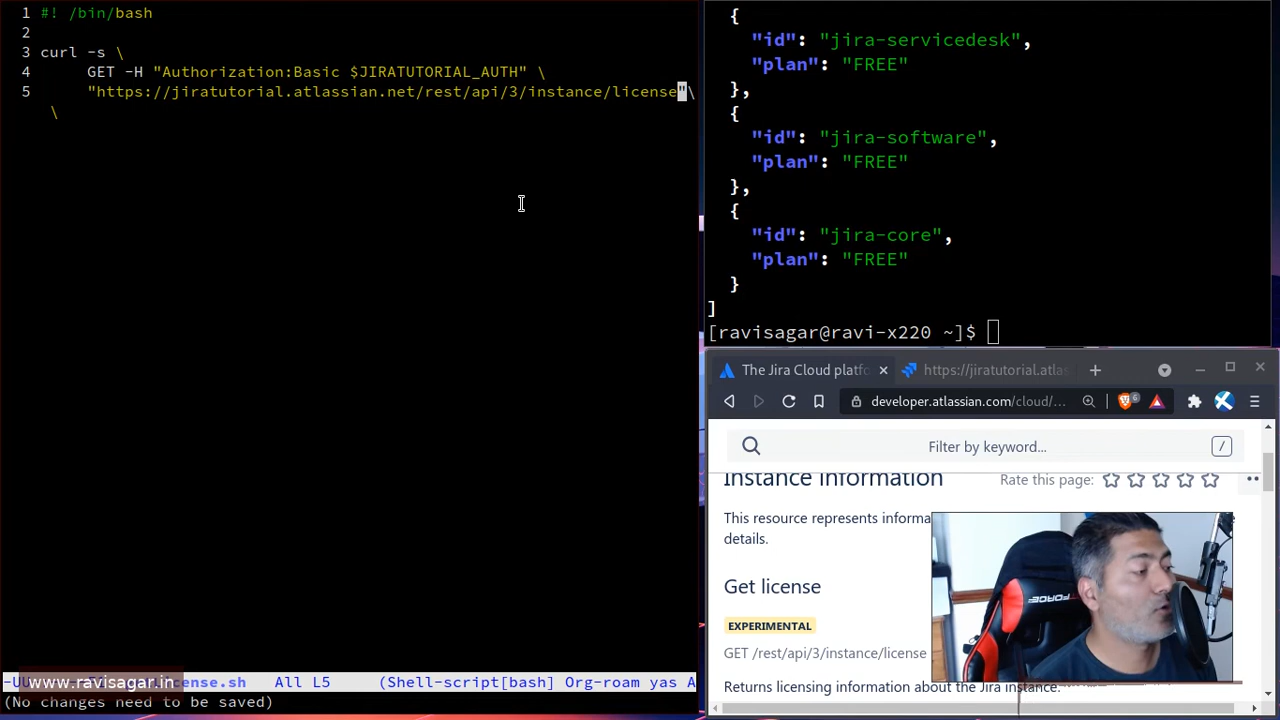 1 #! /bin/bash
2
3 curl -s \
4 GET -H "Authorization:Basic $JIRATUTORIAL_AUTH" \
5 "https://jiratutorial.atlassian.net/rest/api/3/instance/license"\
\
www.ravisagar.in
-U
cense.sh All L5 (Shell-script[bash] Org-roam yas A
(No changes need to be saved)
{
"id": "jira-servicedesk",
"plan": "FREE"
},
{
"id": "jira-software",
"plan": "FREE"
},
{
"id": "jira-core",
"plan": "FREE"
}
]
[ravisagar@ravi-x220 ~]$
The Jira Cloud platfo
https://jiratutorial.atlas
developer.atlassian.com/cloud/...
6
Filter by keyword...
/
Instance information
Rate this page:
This resource represents informa
details.
Get license
EXPERIMENTAL
GET /rest/api/3/instance/license
Returns licensing information about the Jira instance.